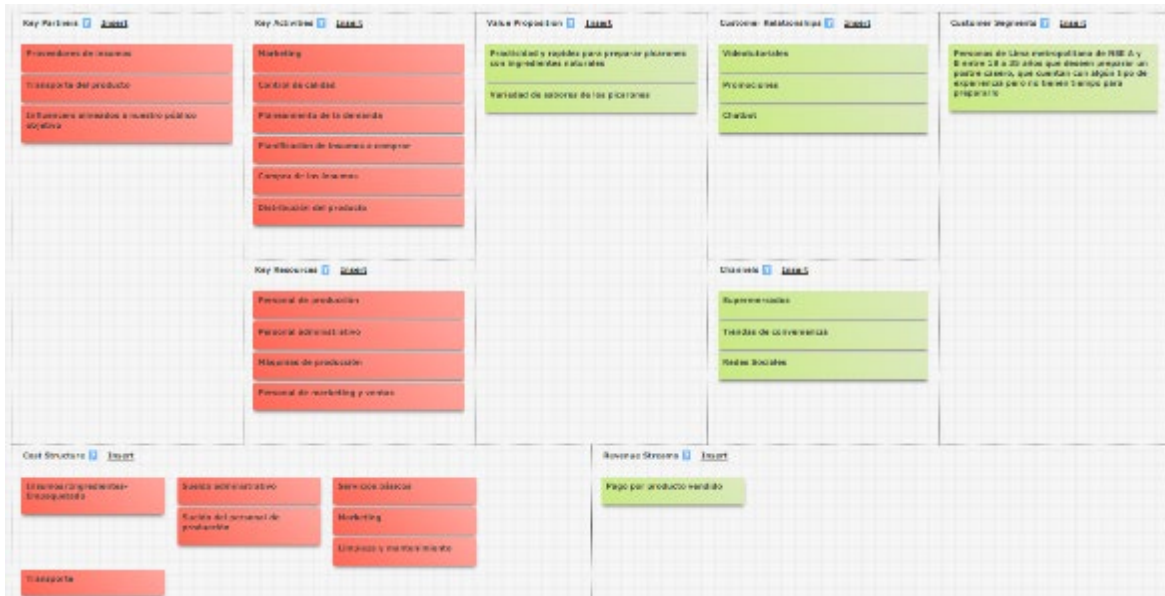 Key Partners ? Insert
Proveedores de insumos
Transporte del producto
Influencers alineados a nuestro público
objetivo
Key Activities ? Insert
Marketing
Control de calidad
Planeamiento de la demanda
Planificación de insumos a comprar
Compra de los insumos
Distribución del producto
Key Resources ? Insert
Personal de producción
Personal administrativo
Máquinas de producción
Personal de marketing y ventas
Value Proposition ? Insert
Practicidad y rapidez para preparar picarones
con ingredientes naturales
Variedad de sabores de los picarones
Customer Relationships ? Insert
Videotutoriales
Promociones
Chatbot
Channels ? Insert
Supermercados
Tiendas de conveniencia
Redes Sociales
Customer Segments ? Insert
Personas de Lima metropolitana de NSE A y
B entre 18 a 35 años que deseen preparar un
postre casero, que cuentan con algún tipo de
experiencia pero no tienen tiempo para
prepararlo
Cost Structure ? Insert
Insumos (Ingredientes-
Empaquetado
Transporte
Sueldo administrativo
Sueldo del personal de
producción
Servicios básicos
Marketing
Limpieza y mantenimiento
Revenue Streams ? Insert
Pago por producto vendido